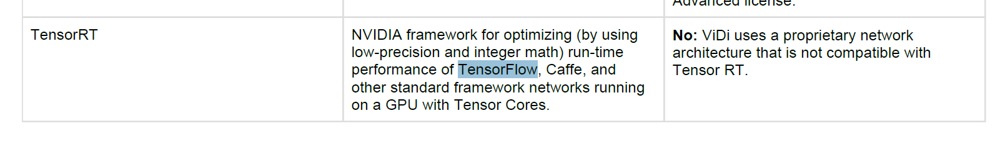 Advanced license.
TensorRT
NVIDIA framework for optimizing (by using
low-precision and integer math) run-time
performance of TensorFlow, Caffe, and
other standard framework networks running
on a GPU with Tensor Cores.
No: ViDi uses a proprietary network
architecture that is not compatible with
Tensor RT.